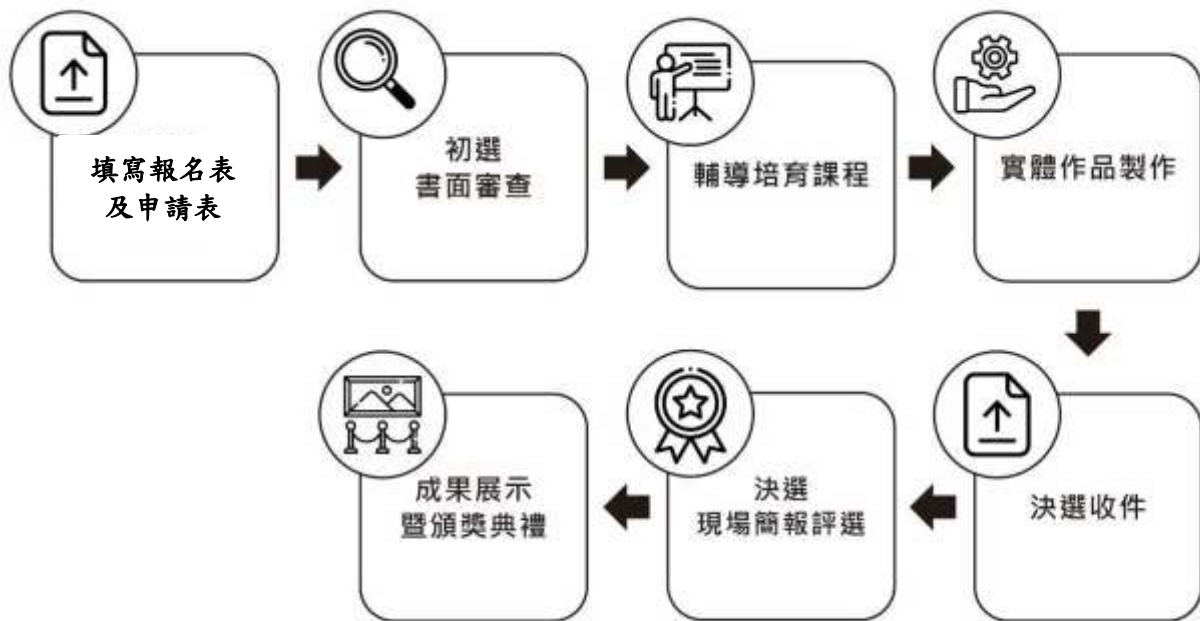 填寫報名表
及申請表
初選
書面審查
輔導培育課程
實體作品製作
決選收件
決選
現場簡報評選
成果展示
暨頒獎典禮